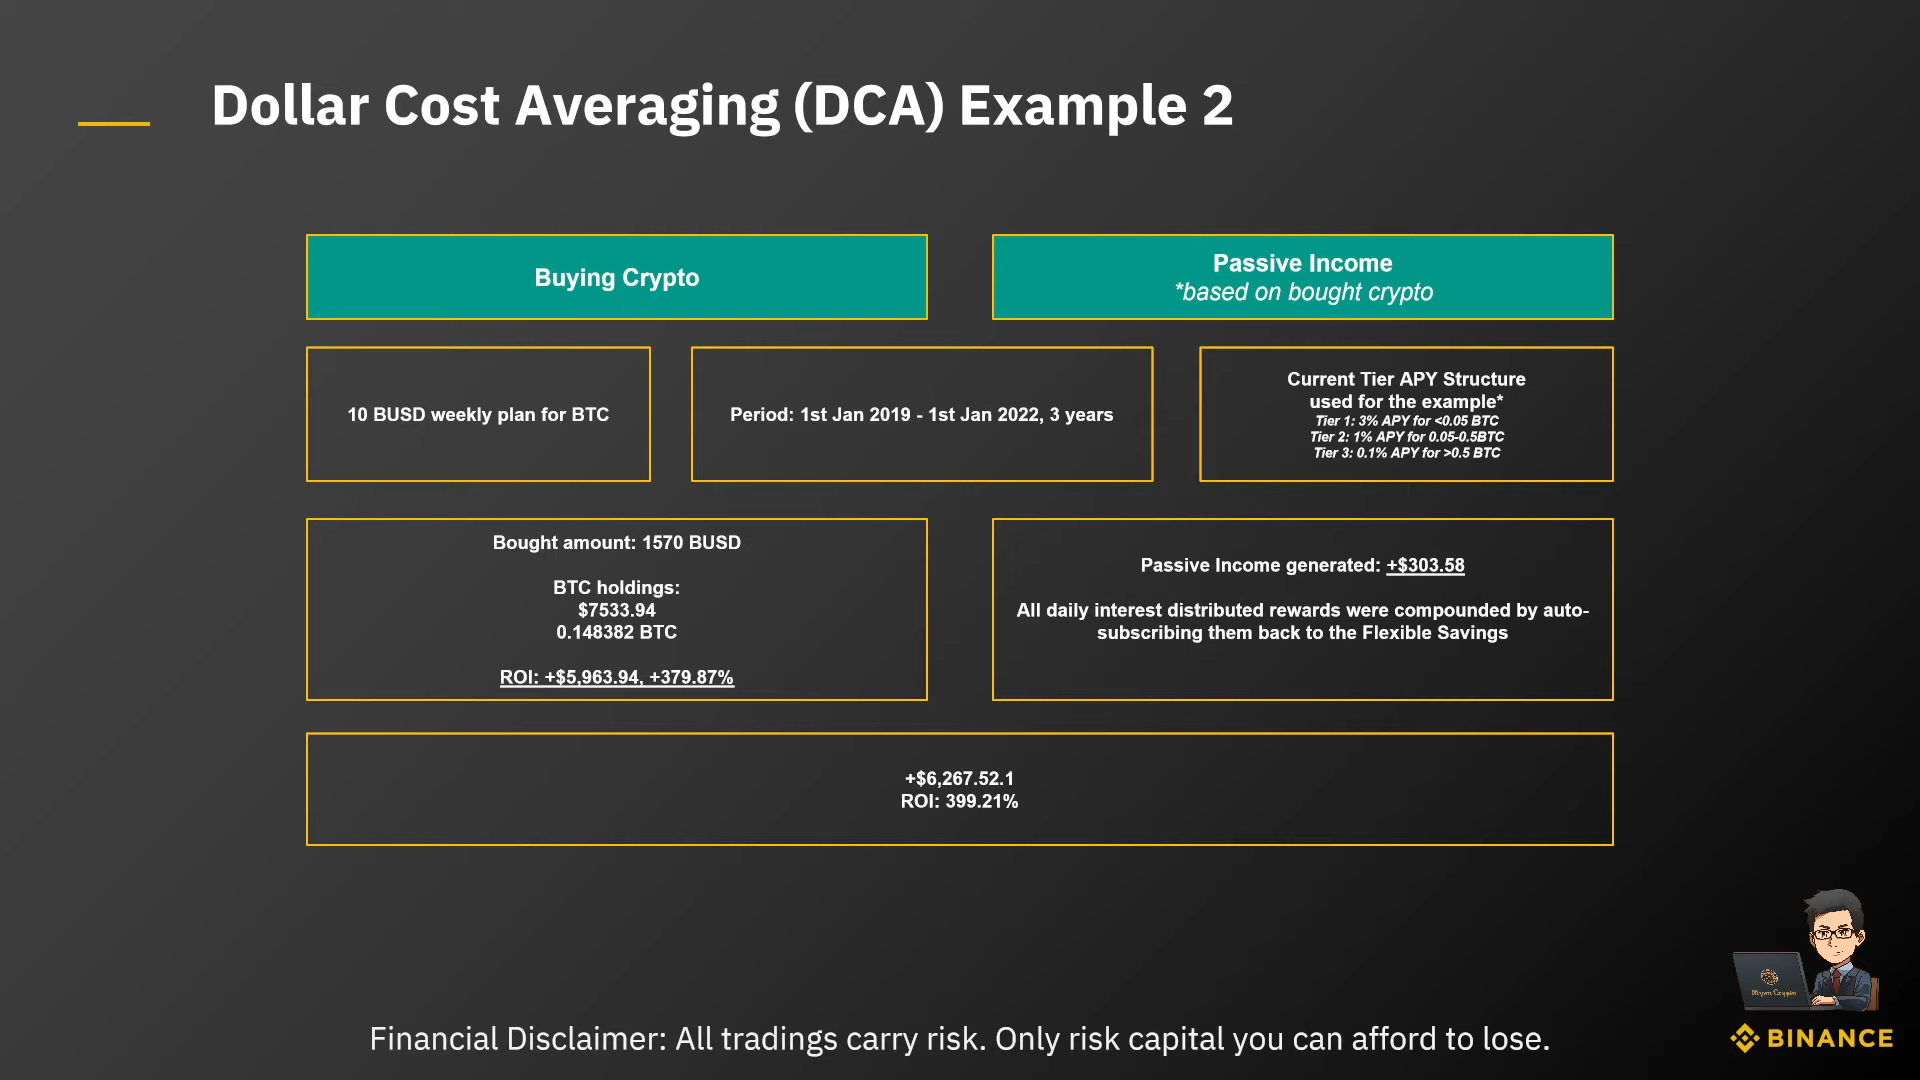 Dollar Cost Averaging (DCA) Example 2
Buying Crypto
Passive Income
*based on bought crypto
10 BUSD weekly plan for BTC
Period: 1st Jan 2019 - 1st Jan 2022, 3 years
Current Tier APY Structure
used for the example*
Tier 1: 3% APY for <0.05 BTC
Tier 2: 1% APY for 0.05-0.5BTC
Tier 3: 0.1% APY for >0.5 BTC
Bought amount: 1570 BUSD
BTC holdings:
$7533.94
0.148382 BTC
ROI: +$5,963.94, +379.87%
Passive Income generated: +$303.58
All daily interest distributed rewards were compounded by auto-
subscribing them back to the Flexible Savings
+$6,267.52.1
ROI: 399.21%
Financial Disclaimer: All tradings carry risk. Only risk capital you can afford to lose.
BINANCE